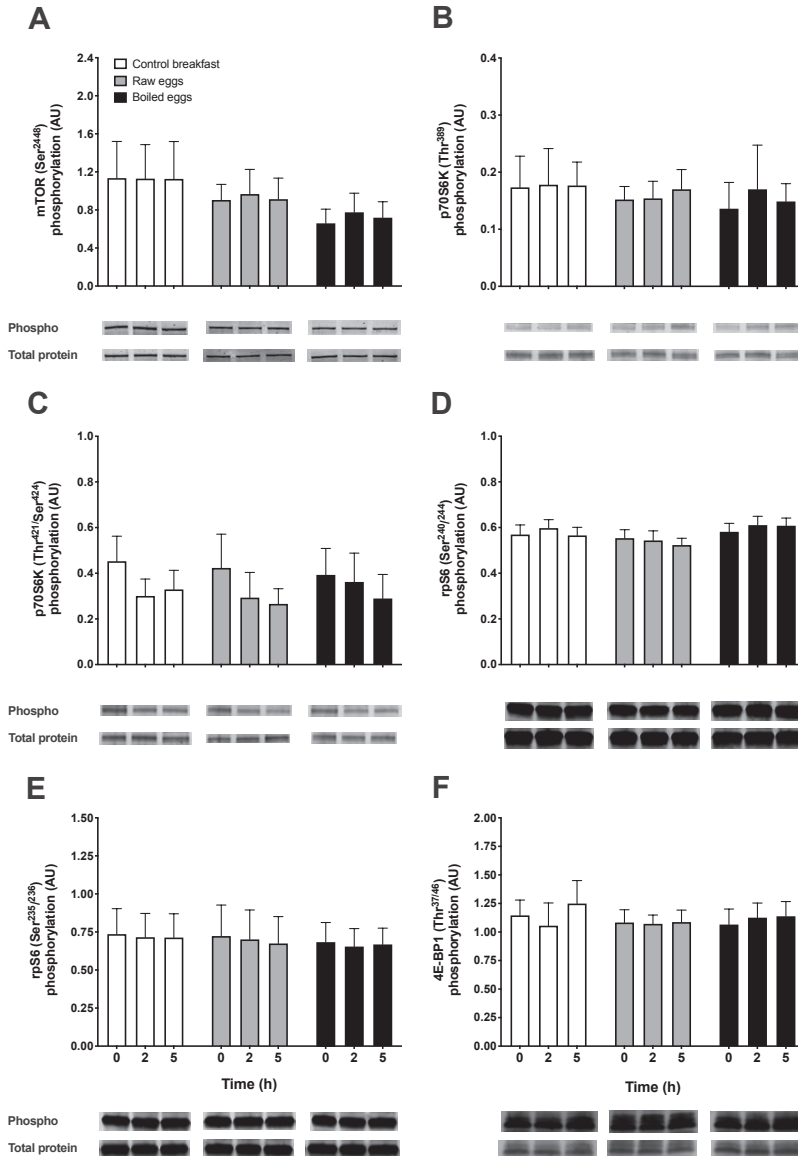 A
mTOR (Ser2448)
phosphorylation (AU)
2.4
2.0
1.6
1.2
0.8
0.4
0.0
Control breakfast
Raw eggs
Boiled eggs
Phospho
Total protein
B
p70S6K (Thr389)
phosphorylation (AU)
0.4
0.3
0.2
0.1
0.0
C
p70S6K (Thr421/Ser424)
phosphorylation (AU)
1.0
0.8
0.6
0.4
0.2
0.0
Phospho
Total protein
D
rpS6 (Ser240/244)
phosphorylation (AU)
1.0
0.8
0.6
0.4
0.2
0.0
E
rpS6 (Ser235/236)
phosphorylation (AU)
1.50
1.25
1.00
0.75
0.50
0.25
0.00
0 2 5 0 2 5 0 2 5
Time (h)
Phospho
Total protein
F
4E-BP1 (Thr37/46)
phosphorylation (AU)
2.00
1.75
1.50
1.25
1.00
0.75
0.50
0.25
0.00
0 2 5 0 2 5 0 2 5
Time (h)